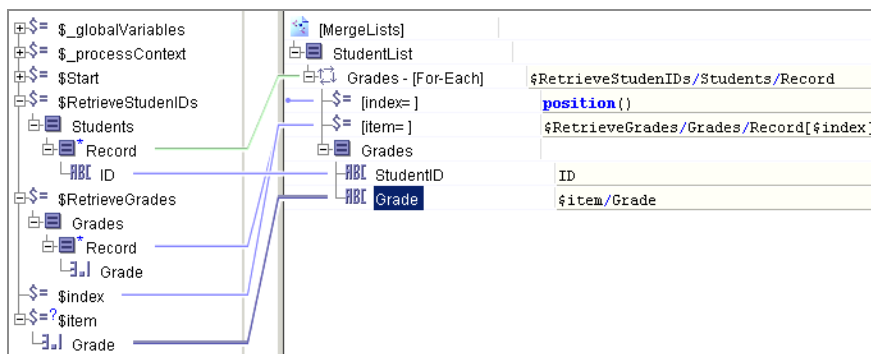 $_globalVariables
$_processContext
$Start
$RetrieveStudenIDs
Students
Record
ID
$RetrieveGrades
Grades
Record
Grade
$index
$item
Grade
[MergeLists]
StudentList
Grades - [For-Each] $RetrieveStudenIDs/Students/Record
[index= ] position()
[item= ] $RetrieveGrades/Grades/Record[$index]
Grades
StudentID ID
Grade $item/Grade